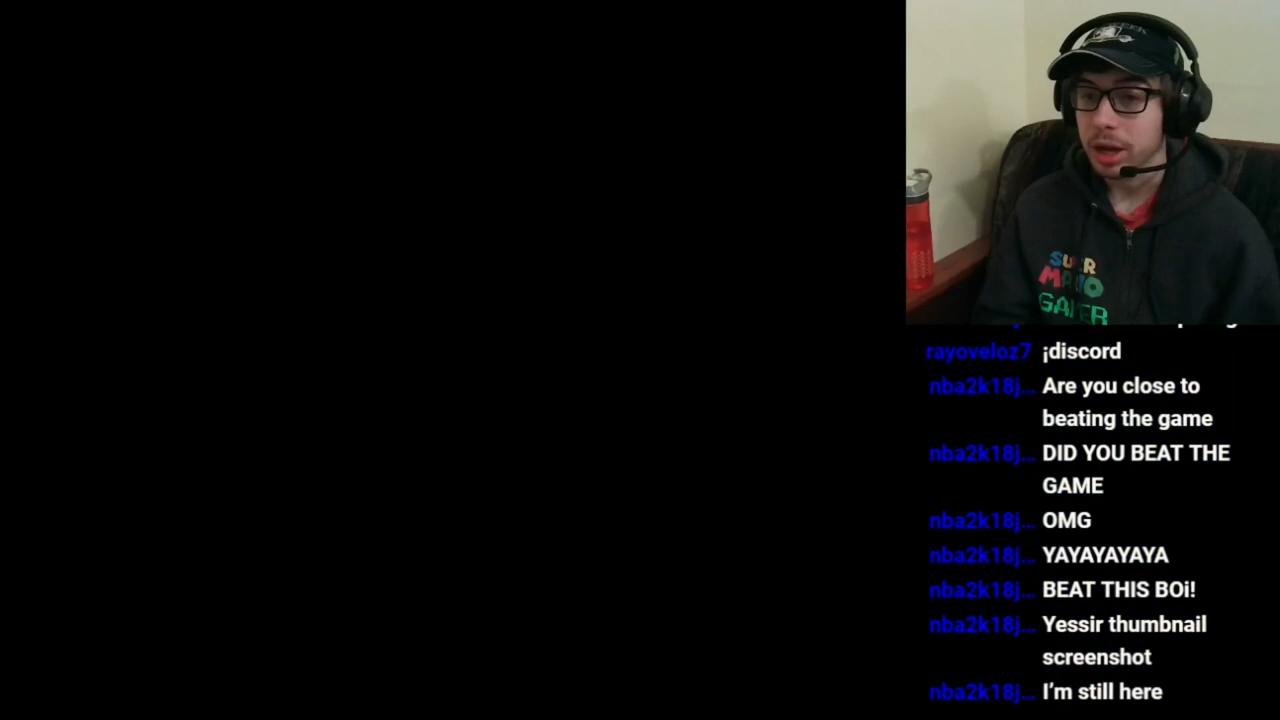 SUPER
MARIO
GAMER
rayoveloz7 ¡discord
nba2k18j... Are you close to
beating the game
nba2k18j... DID YOU BEAT THE
GAME
nba2k18j... OMG
nba2k18j... YAYAYAYAYA
nba2k18j... BEAT THIS BOi!
nba2k18j... Yessir thumbnail
screenshot
nba2k18j... I’m still here